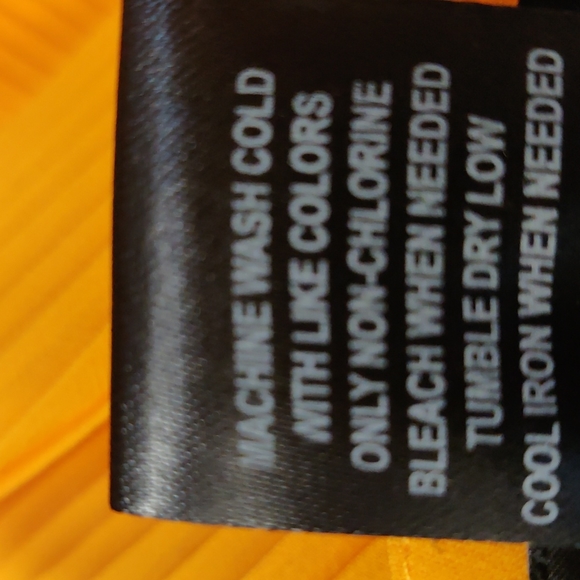 MACHINE WASH COLD
WITH LIKE COLORS
ONLY NON-CHLORINE
BLEACH WHEN NEEDED
TUMBLE DRY LOW
COOL IRON WHEN NEEDED